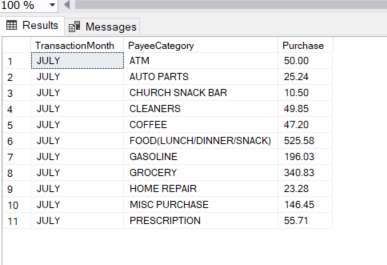 100 %
Results Messages
TransactionMonth PayeeCategory Purchase
1 JULY ATM 50.00
2 JULY AUTO PARTS 25.24
3 JULY CHURCH SNACK BAR 10.50
4 JULY CLEANERS 49.85
5 JULY COFFEE 47.20
6 JULY FOOD(LUNCH/DINNER/SNACK) 525.58
7 JULY GASOLINE 196.03
8 JULY GROCERY 340.83
9 JULY HOME REPAIR 23.28
10 JULY MISC PURCHASE 146.45
11 JULY PRESCRIPTION 55.71